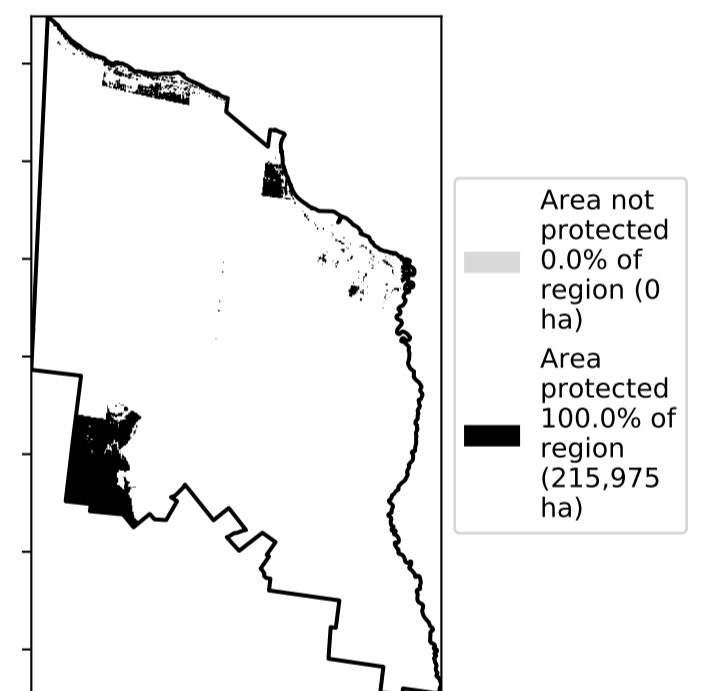 Area not
protected
0.0% of
region (0
ha)
Area
protected
100.0% of
region
(215,975
ha)